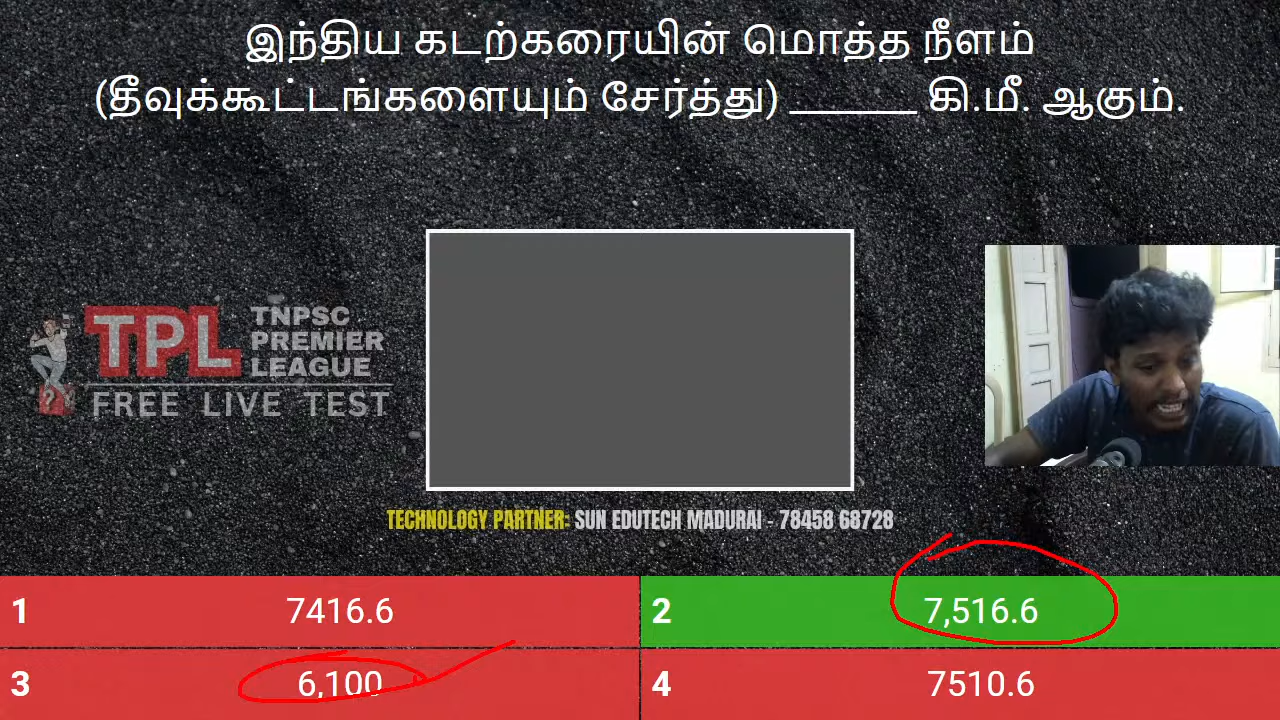 இந்திய கடற்கரையின் மொத்த நீளம்
(தீவுக்கூட்டங்களையும் சேர்த்து) ______ கி.மீ. ஆகும்.
TPL TNPSC
PREMIER
LEAGUE
FREE LIVE TEST
TECHNOLOGY PARTNER: SUN EDUTECH MADURAI - 78458 68728
1 7416.6
2 7,516.6
3 6,100
4 7510.6